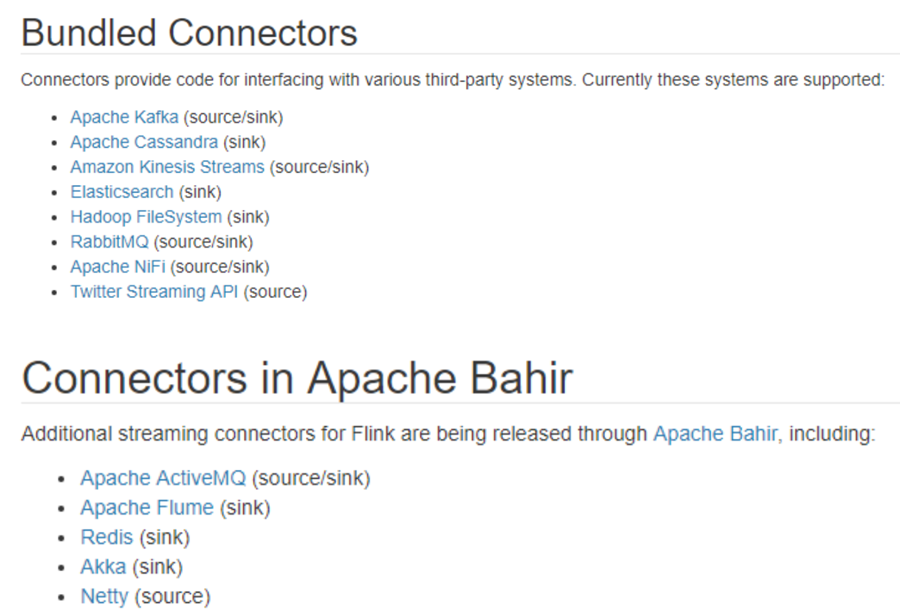 Bundled Connectors
Connectors provide code for interfacing with various third-party systems. Currently these systems are supported:
• Apache Kafka (source/sink)
• Apache Cassandra (sink)
• Amazon Kinesis Streams (source/sink)
• Elasticsearch (sink)
• Hadoop FileSystem (sink)
• RabbitMQ (source/sink)
• Apache NiFi (source/sink)
• Twitter Streaming API (source)
Connectors in Apache Bahir
Additional streaming connectors for Flink are being released through Apache Bahir, including:
• Apache ActiveMQ (source/sink)
• Apache Flume (sink)
• Redis (sink)
• Akka (sink)
• Netty (source)